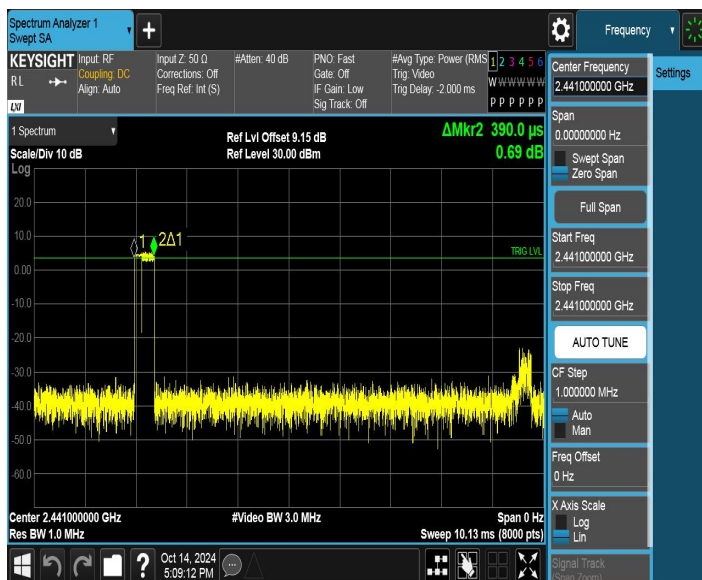 Spectrum Analyzer 1
Swept SA
+
Frequency
KEYSIGHT
RL
LXI
Input: RF
Coupling: DC
Align: Auto
Input Z: 50 Ω
Corrections: Off
Freq Ref: Int (S)
#Atten: 40 dB
PNO: Fast
Gate: Off
IF Gain: Low
Sig Track: Off
#Avg Type: Power (RMS
Trig: Video
Trig Delay: -2.000 ms
1 2 3 4 5 6
W W W W W W
P P P P P P
1 Spectrum
Scale/Div 10 dB
Ref Lvl Offset 9.15 dB
Ref Level 30.00 dBm
ΔMkr2 390.0 µs
0.69 dB
Log
20.0
10.0
0.00
-10.0
-20.0
-30.0
-40.0
-50.0
-60.0
1
2Δ1
TRIG LVL
Center 2.441000000 GHz
Res BW 1.0 MHz
#Video BW 3.0 MHz
Span 0 Hz
Sweep 10.13 ms (8000 pts)
?
Oct 14, 2024
5:09:12 PM
Center Frequency
2.441000000 GHz
Span
0.00000000 Hz
Swept Span
Zero Span
Full Span
Start Freq
2.441000000 GHz
Stop Freq
2.441000000 GHz
AUTO TUNE
CF Step
1.000000 MHz
Auto
Man
Freq Offset
0 Hz
X Axis Scale
Log
Lin
Signal Track
(Span Zoom)
Settings